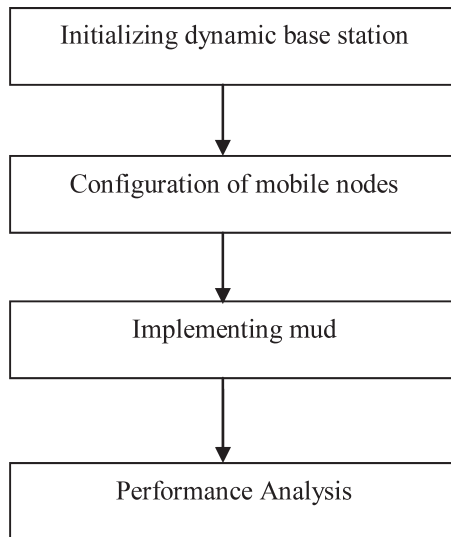 Initializing dynamic base station
Configuration of mobile nodes
Implementing mud
Performance Analysis